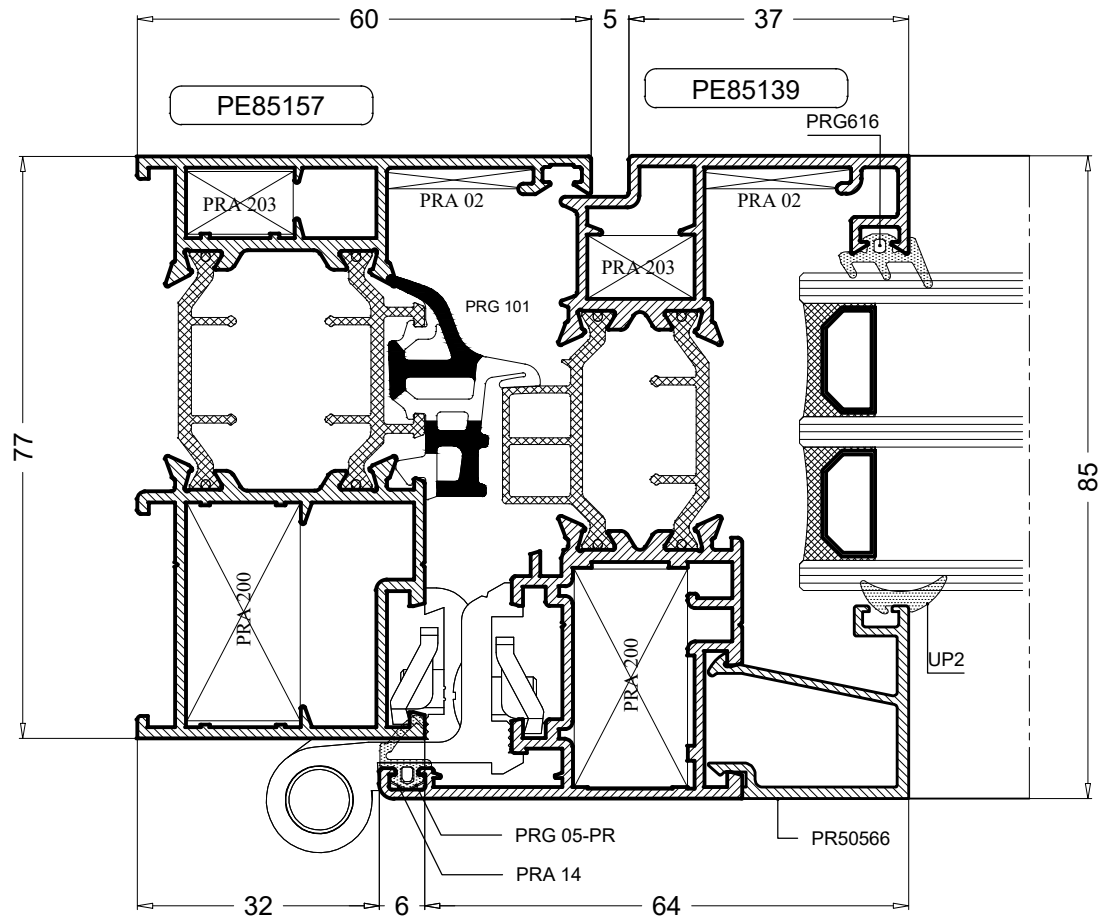 60
5
37
PE85157
PE85139
PRG616
PRA 203
PRA 02
PRA 02
PRA 203
PRG 101
77
85
PRA 200
PRA 200
UP2
PRG 05-PR
PR50566
PRA 14
32
6
64